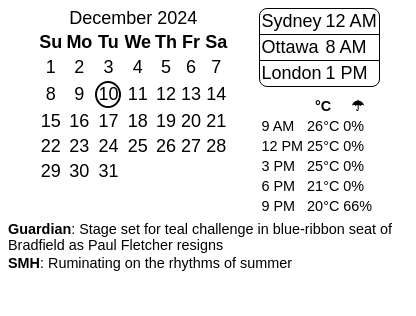 December 2024
Su Mo Tu We Th Fr Sa
1 2 3 4 5 6 7
8 9 10 11 12 13 14
15 16 17 18 19 20 21
22 23 24 25 26 27 28
29 30 31
Sydney 12 AM
Ottawa 8 AM
London 1 PM
°C ☂
9 AM 26°C 0%
12 PM 25°C 0%
3 PM 25°C 0%
6 PM 21°C 0%
9 PM 20°C 66%
Guardian: Stage set for teal challenge in blue-ribbon seat of
Bradfield as Paul Fletcher resigns
SMH: Ruminating on the rhythms of summer